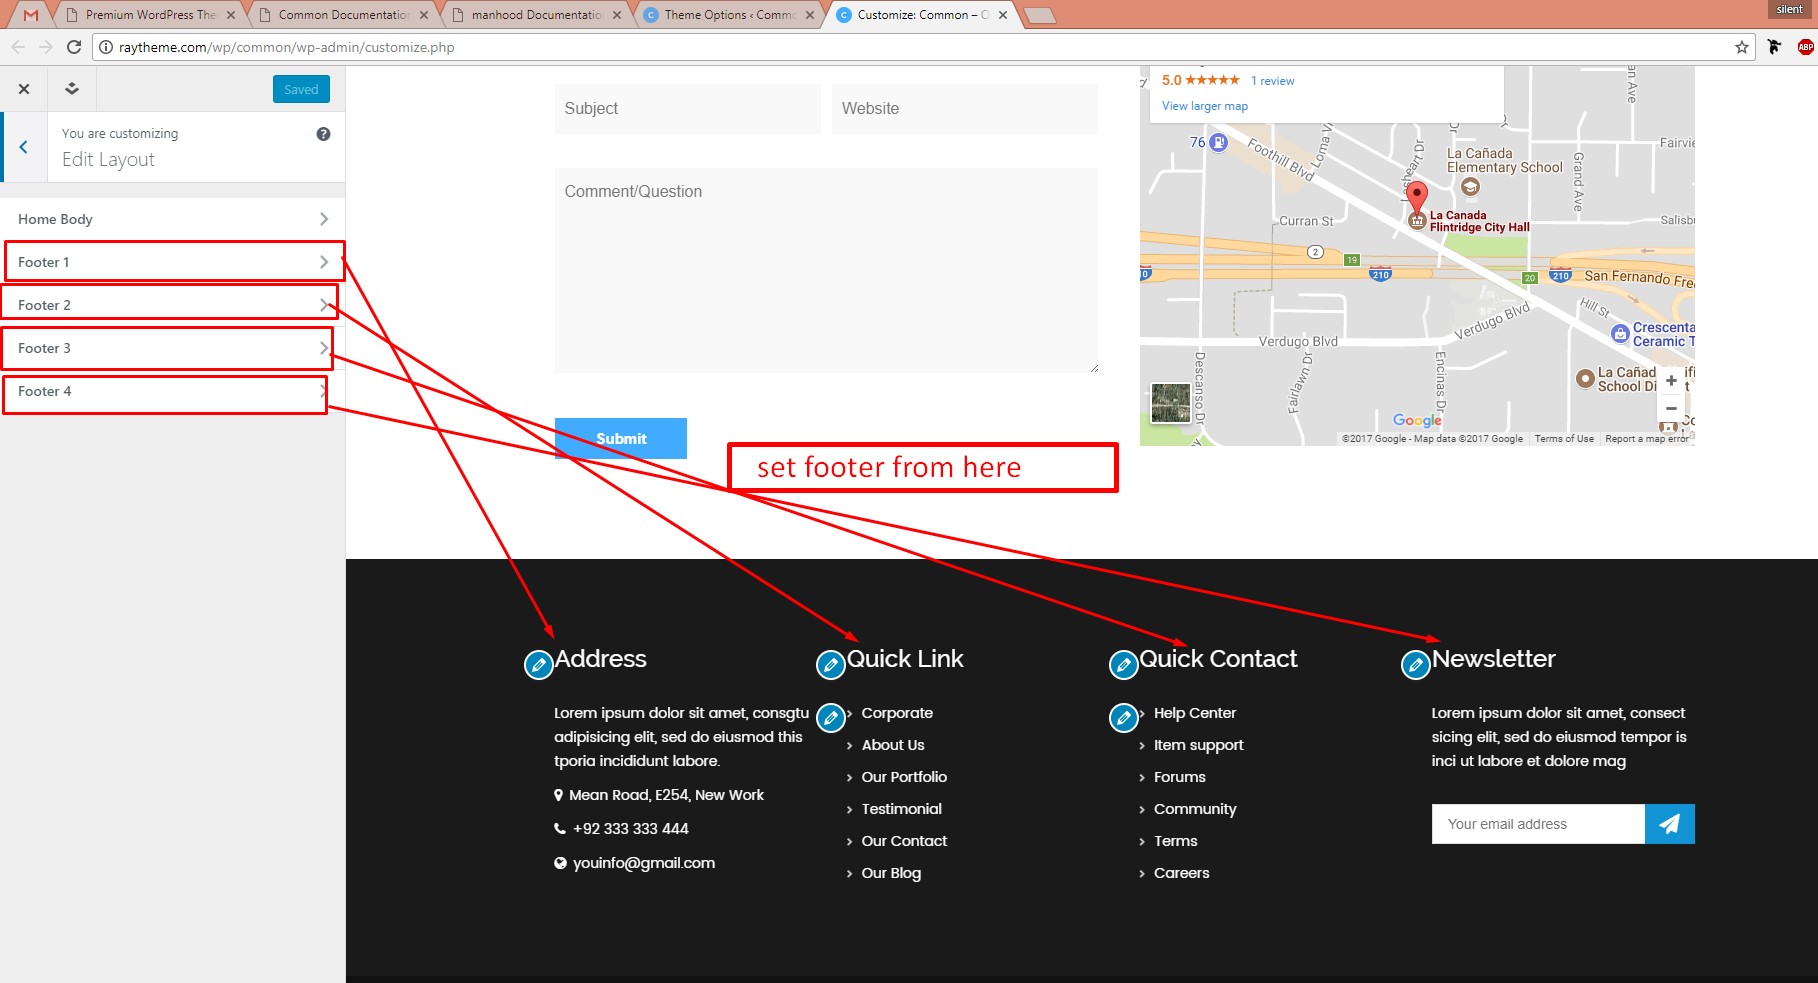 silent
Premium WordPress The
Common Documentation
manhood Documentatio
Theme Options ‹ Commo
Customize: Common – O
raytheme.com/wp/common/wp-admin/customize.php
ABP
Saved
You are customizing
Edit Layout
Home Body
Footer 1
Footer 2
Footer 3
Footer 4
Subject
Website
Comment/Question
Submit
5.0
1 review
View larger map
76
Foothill Blvd
Loma V
Dr
an Ave
Fairvie
La Cañada
Elementary School
Grand Ave
Curran St
La Canada
Flintridge City Hall
Salisb
2
19
210
20
210
San Fernando Fre
Hill St
Verdugo Blvd
Verdugo Blvd
Crescenta
Ceramic T
Descanso Dr
Fairlawn Dr
Encinas Dr
La Cañad
School Di
Google
©2017 Google - Map data ©2017 Google
Terms of Use
Report a map error
set footer from here
Address
Lorem ipsum dolor sit amet, consgtu
adipisicing elit, sed do eiusmod this
tporia incididunt labore.
Mean Road, E254, New Work
+92 333 333 444
youinfo@gmail.com
Quick Link
Corporate
About Us
Our Portfolio
Testimonial
Our Contact
Our Blog
Quick Contact
Help Center
Item support
Forums
Community
Terms
Careers
Newsletter
Lorem ipsum dolor sit amet, consect
sicing elit, sed do eiusmod tempor is
inci ut labore et dolore mag
Your email address